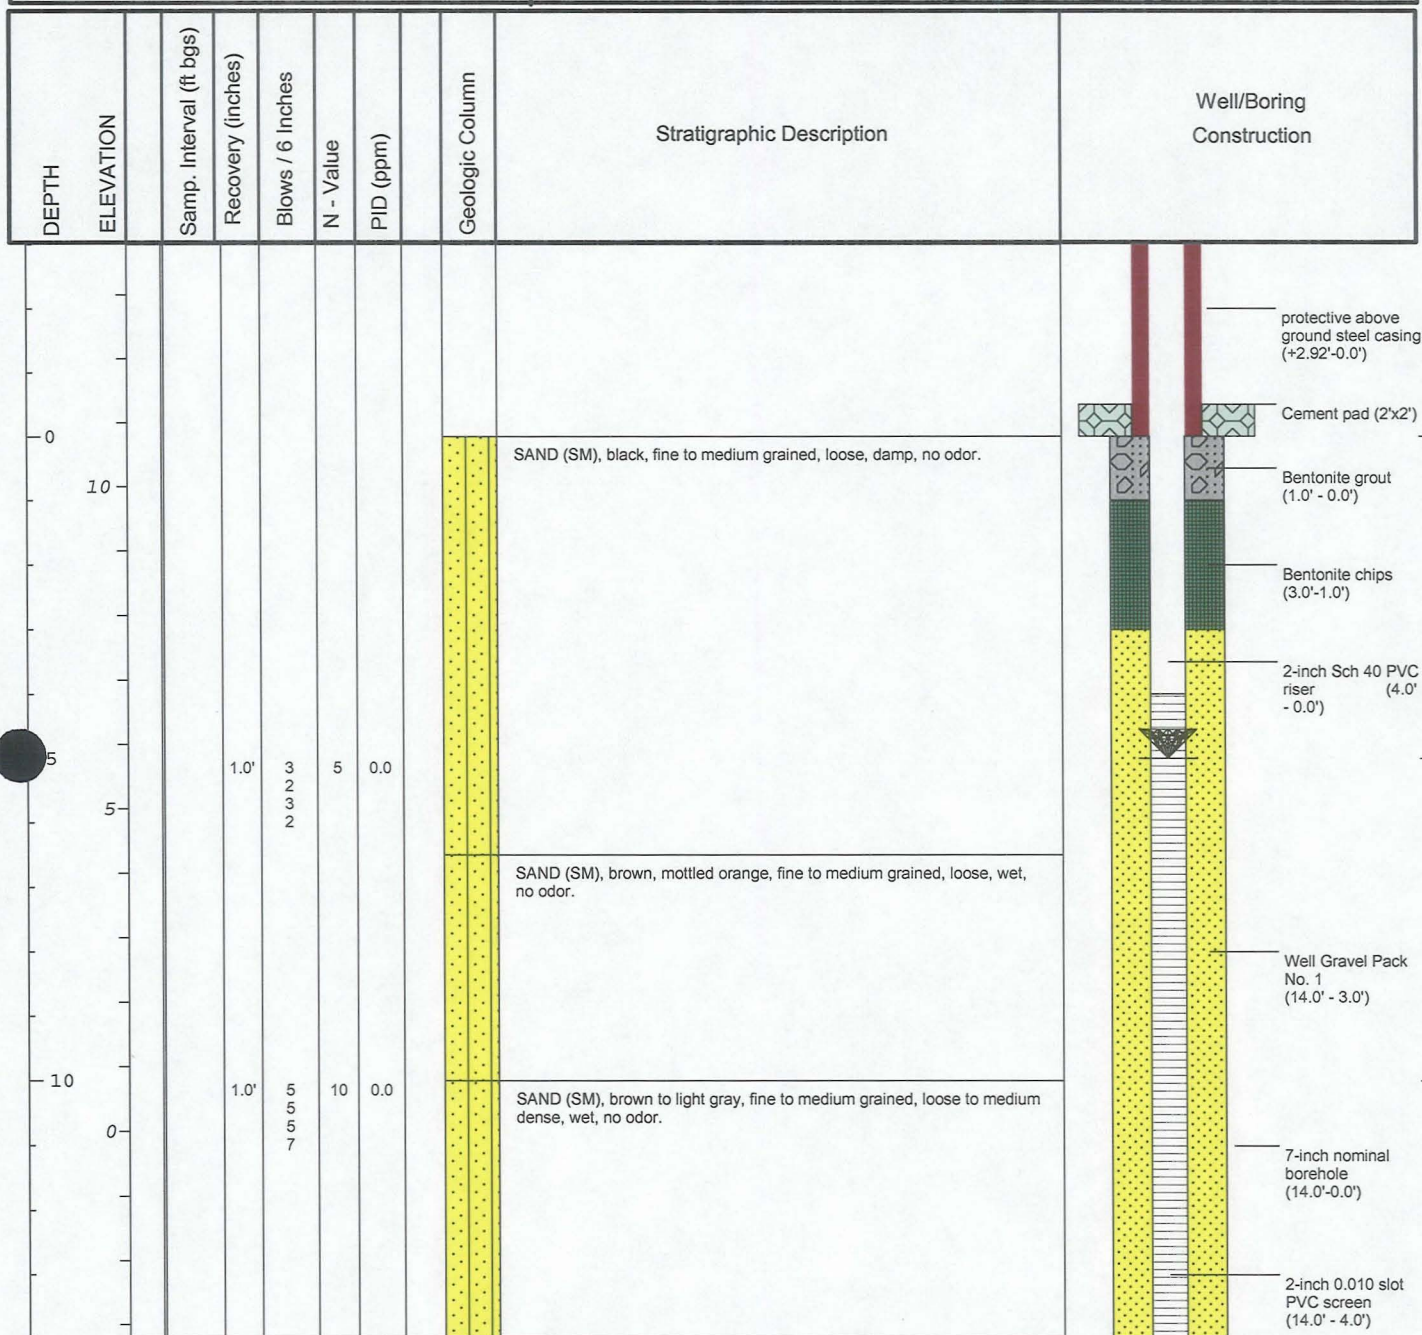 DEPTH
ELEVATION
Samp. Interval (ft bgs)
Recovery (inches)
Blows / 6 Inches
N - Value
PID (ppm)
Geologic Column
Stratigraphic Description
Well/Boring
Construction
protective above
ground steel casing
(+2.92'-0.0')
Cement pad (2'x2')
0
SAND (SM), black, fine to medium grained, loose, damp, no odor.
10
Bentonite grout
(1.0' - 0.0')
Bentonite chips
(3.0'-1.0')
2-inch Sch 40 PVC
riser (4.0'
- 0.0')
5
1.0' 3 5 0.0
2
3
2
5
SAND (SM), brown, mottled orange, fine to medium grained, loose, wet,
no odor.
Well Gravel Pack
No. 1
(14.0' - 3.0')
10
1.0' 5 10 0.0
5
5
7
SAND (SM), brown to light gray, fine to medium grained, loose to medium
dense, wet, no odor.
0
7-inch nominal
borehole
(14.0'-0.0')
2-inch 0.010 slot
PVC screen
(14.0' - 4.0')